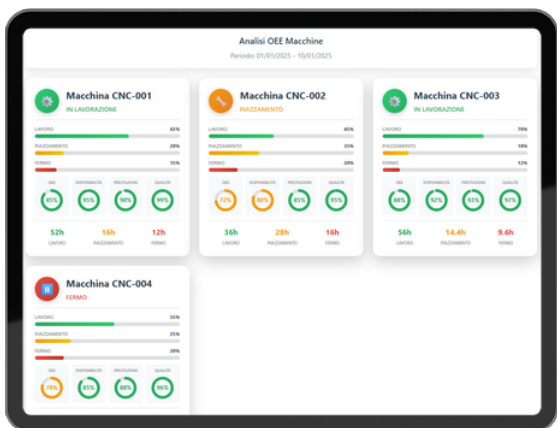 Analisi OEE Macchine
Periodo: 01/01/2025 - 10/01/2025
Macchina CNC-001
IN LAVORAZIONE
LAVORO 65%
PIAZZAMENTO 20%
FERMO 15%
OEE DISPONIBILITÀ PRESTAZIONI QUALITÀ
85% 95% 90% 99%
52h 16h 12h
LAVORO PIAZZAMENTO FERMO
Macchina CNC-002
PIAZZAMENTO
LAVORO 45%
PIAZZAMENTO 35%
FERMO 20%
OEE DISPONIBILITÀ PRESTAZIONI QUALITÀ
72% 80% 85% 95%
36h 28h 16h
LAVORO PIAZZAMENTO FERMO
Macchina CNC-003
IN LAVORAZIONE
LAVORO 70%
PIAZZAMENTO 18%
FERMO 12%
OEE DISPONIBILITÀ PRESTAZIONI QUALITÀ
88% 92% 93% 97%
56h 14.4h 9.6h
LAVORO PIAZZAMENTO FERMO
Macchina CNC-004
FERMO
LAVORO 55%
PIAZZAMENTO 25%
FERMO 20%
OEE DISPONIBILITÀ PRESTAZIONI QUALITÀ
78% 85% 88% 96%